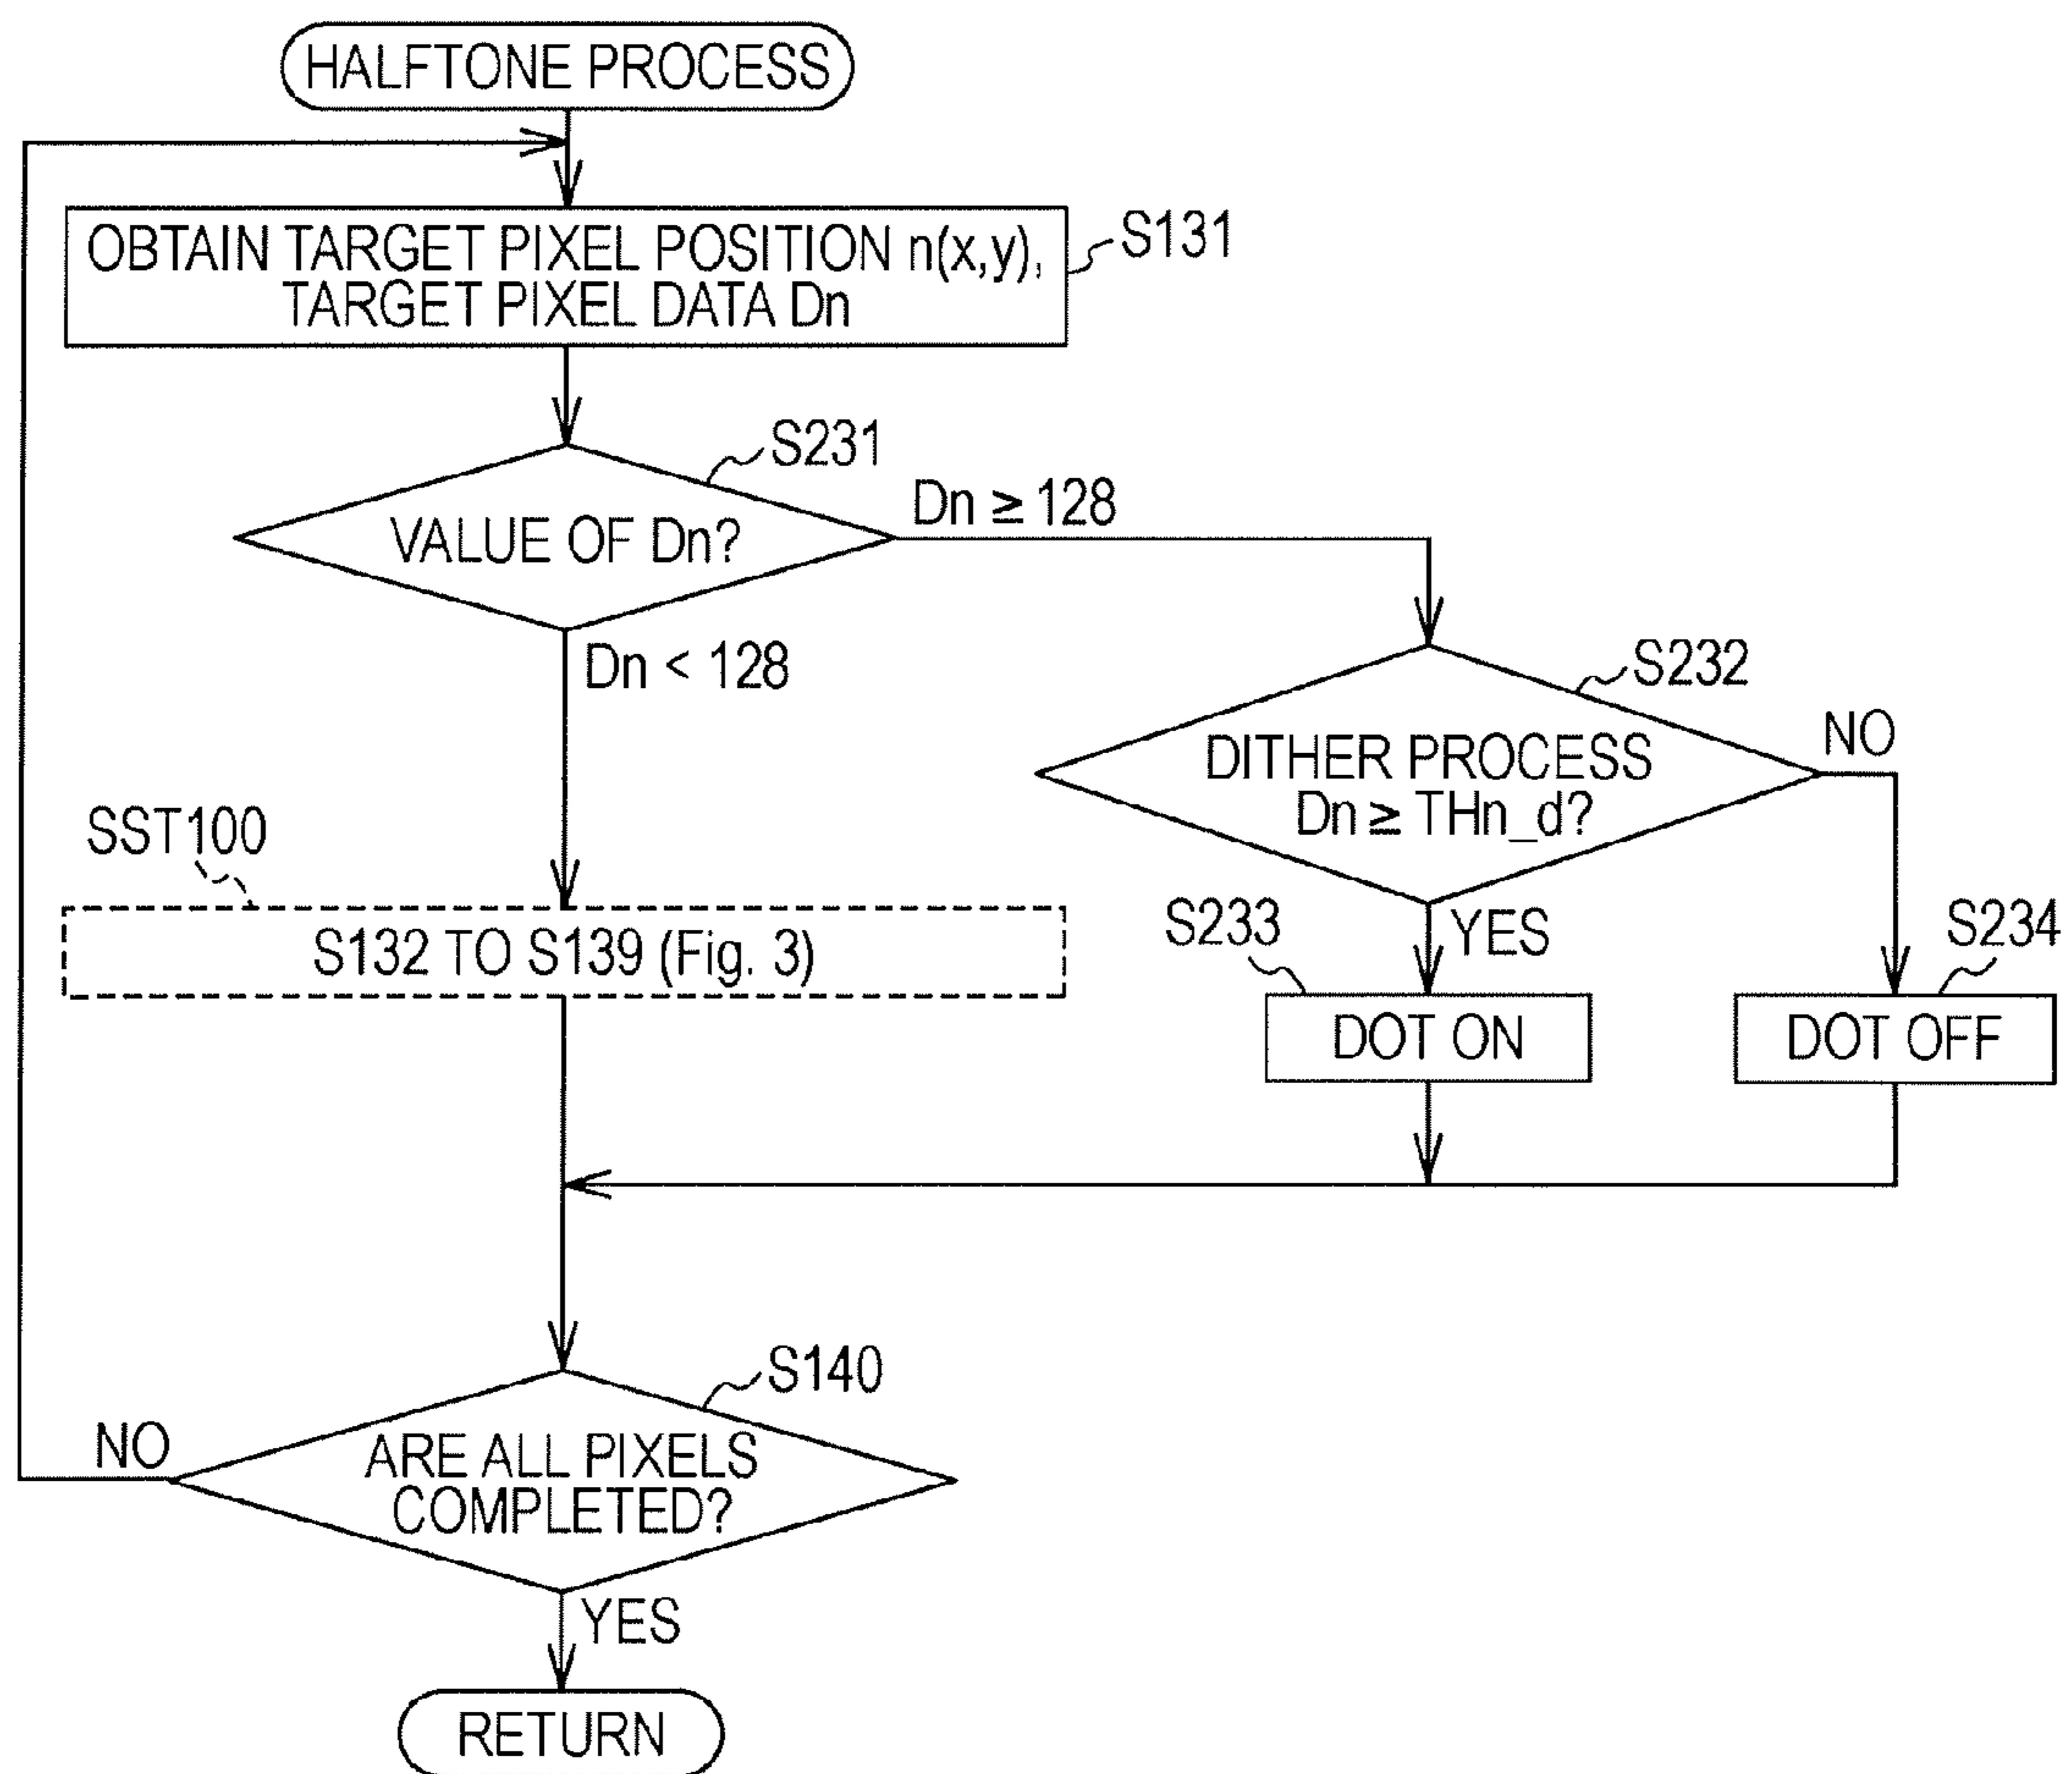 HALFTONE PROCESS
OBTAIN TARGET PIXEL POSITION n(x,y),
TARGET PIXEL DATA Dn
S131
S231
VALUE OF Dn?
Dn ≥ 128
Dn < 128
S232
DITHER PROCESS
Dn ≥ THn_d?
NO
SST100
S132 TO S139 (Fig. 3)
YES
S233
DOT ON
S234
DOT OFF
S140
ARE ALL PIXELS
COMPLETED?
NO
YES
RETURN